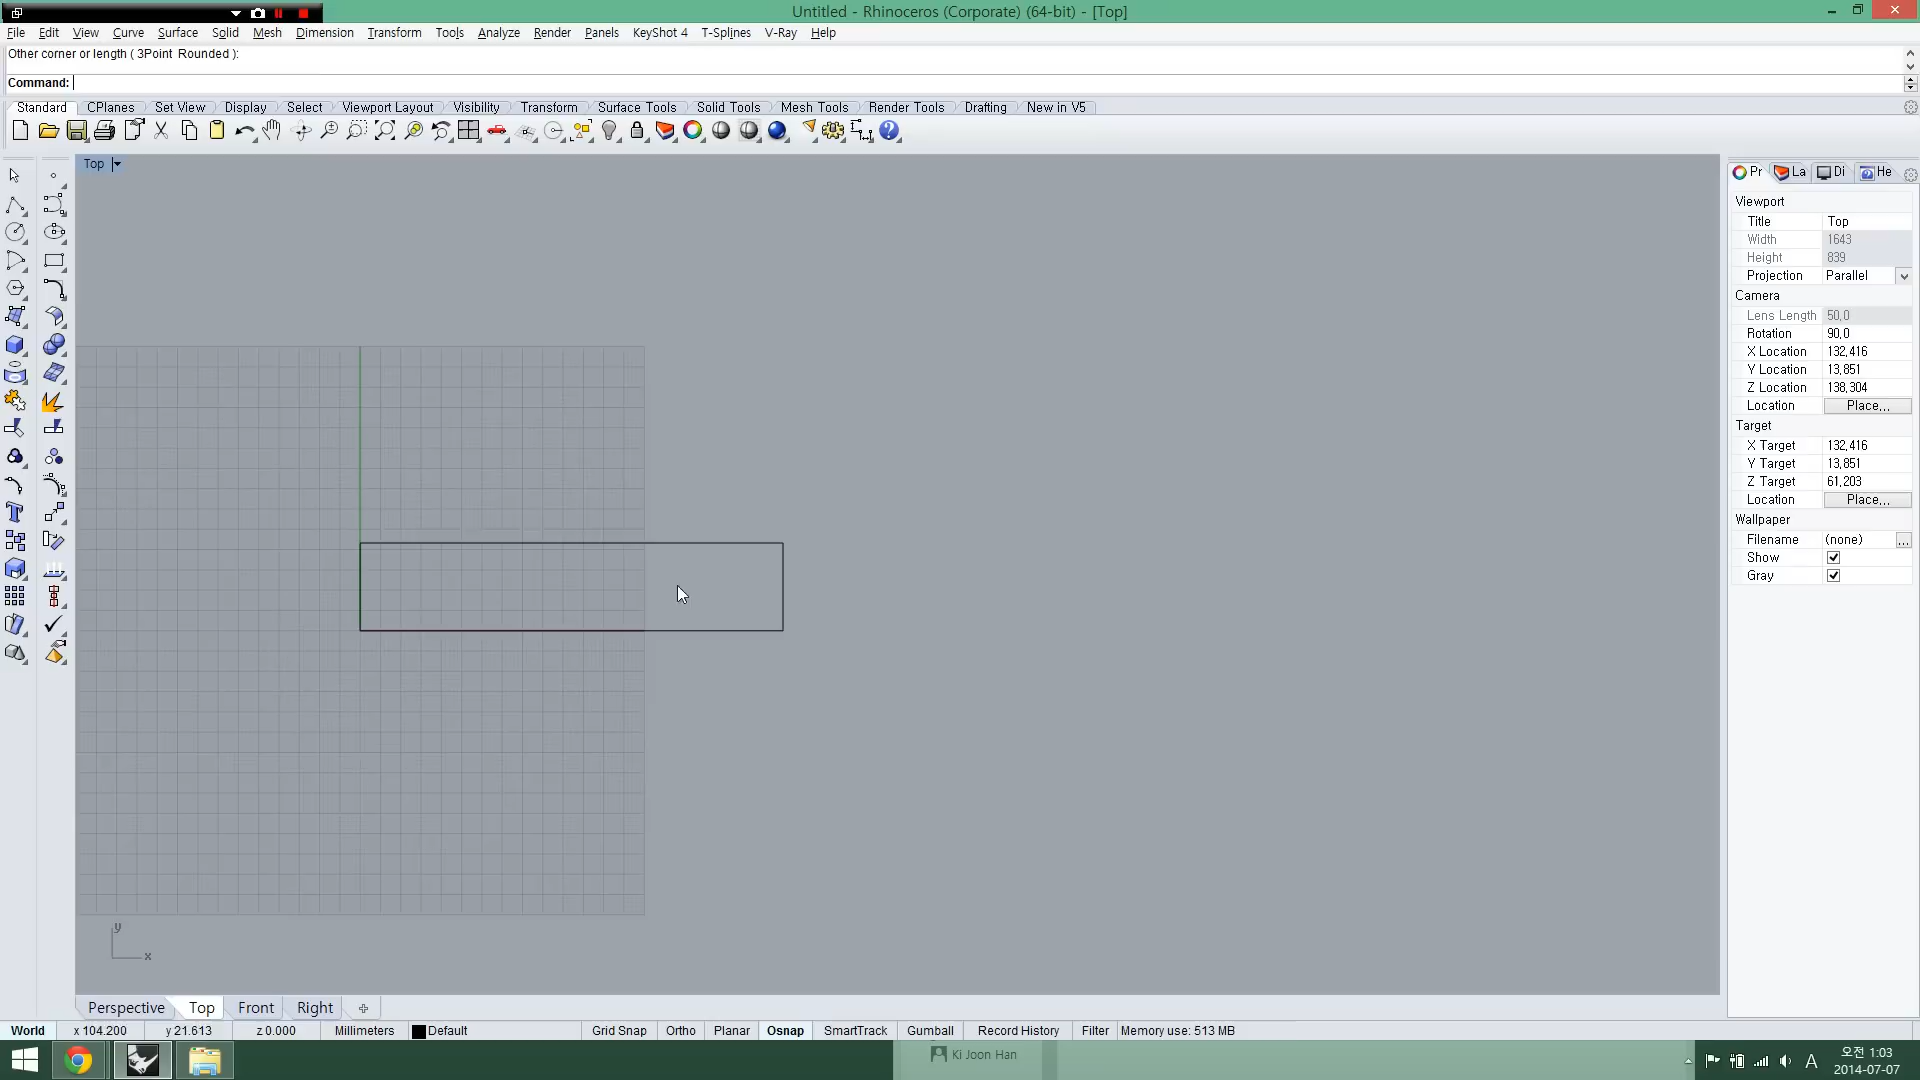 Untitled - Rhinoceros (Corporate) (64-bit) - [Top]
File Edit View Curve Surface Solid Mesh Dimension Transform Tools Analyze Render Panels KeyShot 4 T-Splines V-Ray Help
Other corner or length ( 3Point Rounded ):
Command:
Standard CPlanes Set View Display Select Viewport Layout Visibility Transform Surface Tools Solid Tools Mesh Tools Render Tools Drafting New in V5
Top
Pr La Di He
Viewport
Title Top
Width 1643
Height 839
Projection Parallel
Camera
Lens Length 50,0
Rotation 90,0
X Location 132,416
Y Location 13,851
Z Location 138,304
Location Place,,,
Target
X Target 132,416
Y Target 13,851
Z Target 61,203
Location Place,,,
Wallpaper
Filename (none) ...
Show
Gray
y
x
Perspective Top Front Right
World x 104.200 y 21.613 z 0.000 Millimeters Default Grid Snap Ortho Planar Osnap SmartTrack Gumball Record History Filter Memory use: 513 MB
Ki Joon Han
A
오전 1:03
2014-07-07